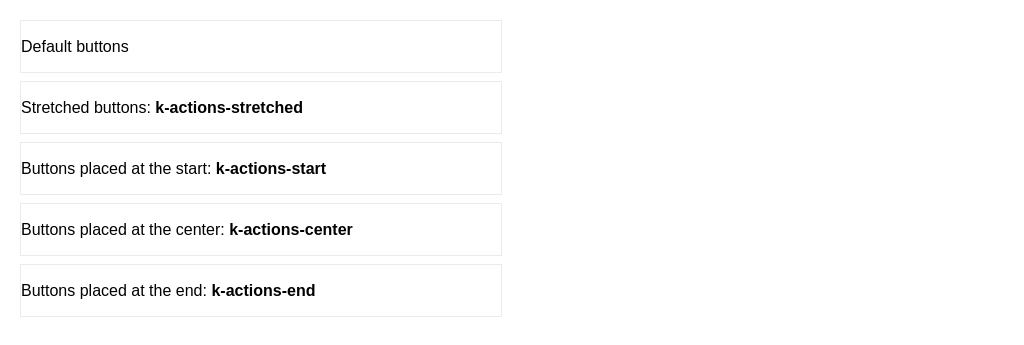 Default buttons
Stretched buttons: k-actions-stretched
Buttons placed at the start: k-actions-start
Buttons placed at the center: k-actions-center
Buttons placed at the end: k-actions-end